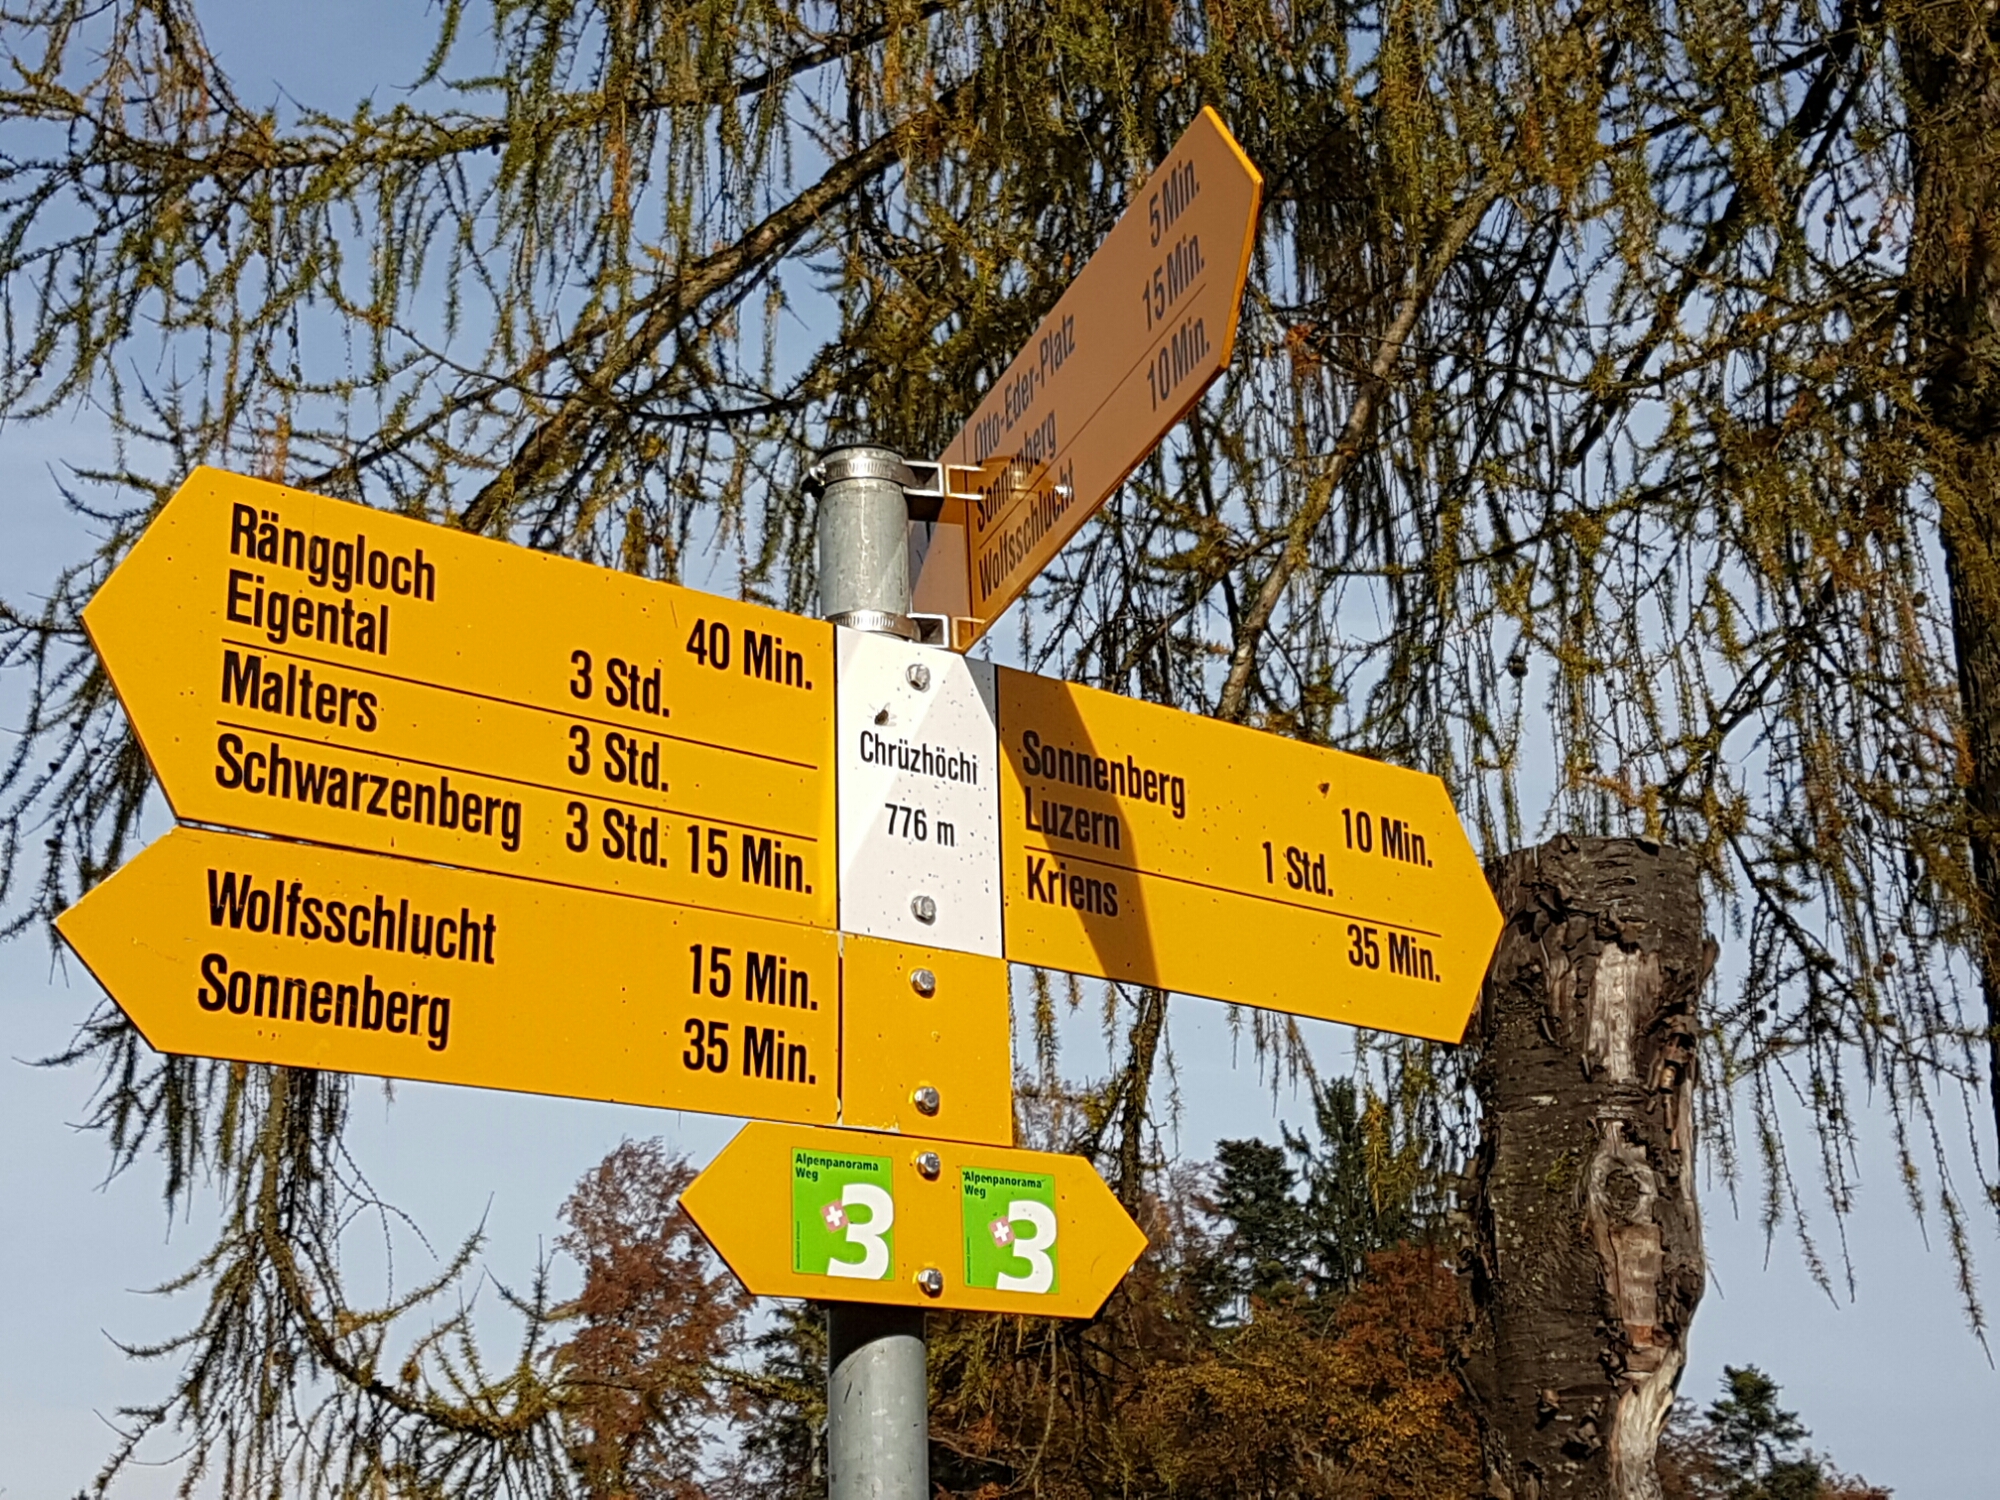 Otto-Eder-Platz 5 Min.
Sonnenberg 15 Min.
Wolfsschlucht 10 Min.
Ränggloch 40 Min.
Eigental 3 Std.
Malters 3 Std.
Schwarzenberg 3 Std. 15 Min.
Chrüzhöchi
776 m
Sonnenberg 10 Min.
Luzern 1 Std.
Kriens 35 Min.
Wolfsschlucht 15 Min.
Sonnenberg 35 Min.
Alpenpanorama
Weg
3
Alpenpanorama
Weg
3